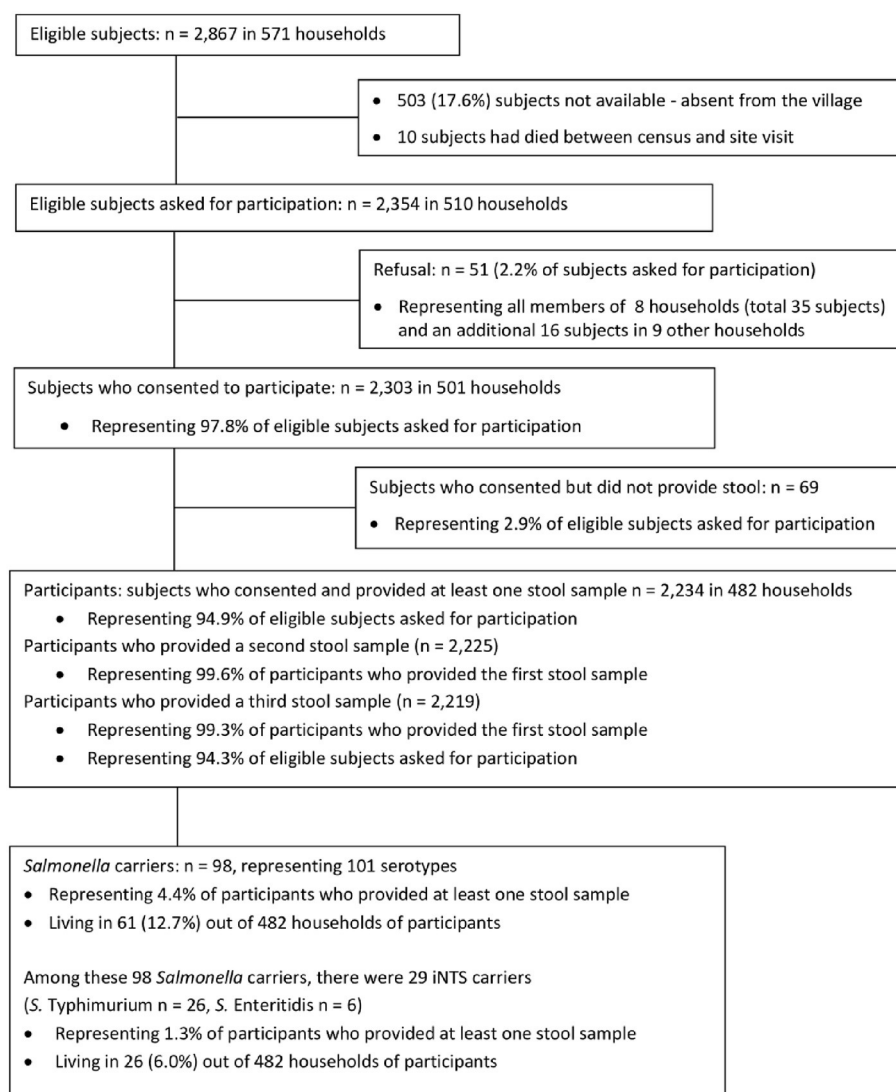 Eligible subjects: n = 2,867 in 571 households
• 503 (17.6%) subjects not available - absent from the village
• 10 subjects had died between census and site visit
Eligible subjects asked for participation: n = 2,354 in 510 households
Refusal: n = 51 (2.2% of subjects asked for participation)
• Representing all members of 8 households (total 35 subjects)
and an additional 16 subjects in 9 other households
Subjects who consented to participate: n = 2,303 in 501 households
• Representing 97.8% of eligible subjects asked for participation
Subjects who consented but did not provide stool: n = 69
• Representing 2.9% of eligible subjects asked for participation
Participants: subjects who consented and provided at least one stool sample n = 2,234 in 482 households
• Representing 94.9% of eligible subjects asked for participation
Participants who provided a second stool sample (n = 2,225)
• Representing 99.6% of participants who provided the first stool sample
Participants who provided a third stool sample (n = 2,219)
• Representing 99.3% of participants who provided the first stool sample
• Representing 94.3% of eligible subjects asked for participation
Salmonella carriers: n = 98, representing 101 serotypes
• Representing 4.4% of participants who provided at least one stool sample
• Living in 61 (12.7%) out of 482 households of participants
Among these 98 Salmonella carriers, there were 29 iNTS carriers
(S. Typhimurium n = 26, S. Enteritidis n = 6)
• Representing 1.3% of participants who provided at least one stool sample
• Living in 26 (6.0%) out of 482 households of participants